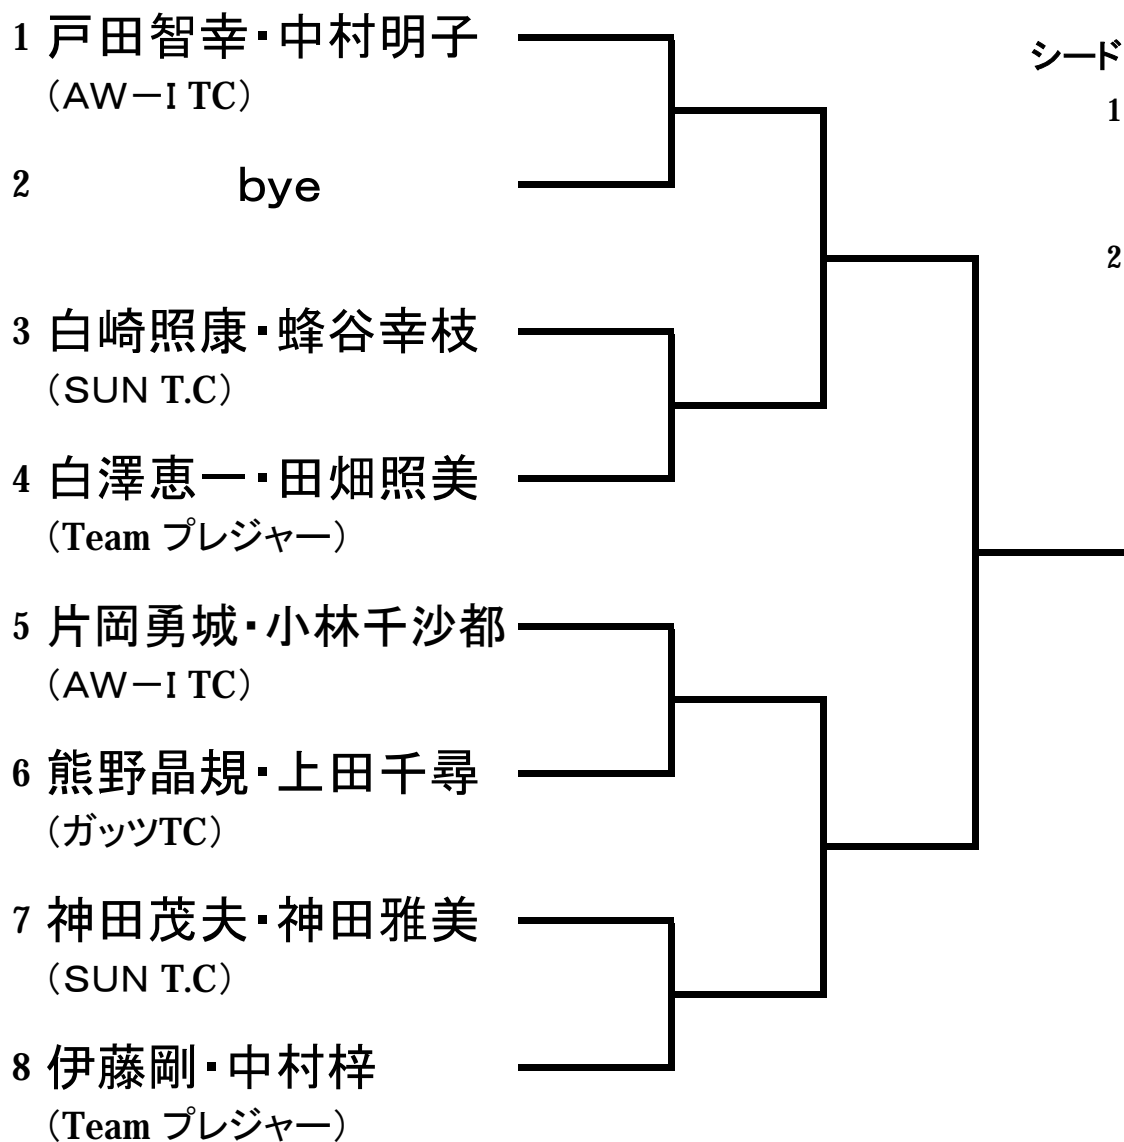 1 戸田智幸・中村明子
（ＡＷ－Ｉ TC）
シード
1
2 bye
2
3 白崎照康・蜂谷幸枝
（ＳＵＮ T.C）
4 白澤恵一・田畑照美
（Team プレジャー）
5 片岡勇城・小林千沙都
（ＡＷ－Ｉ TC）
6 熊野晶規・上田千尋
（ガッツTC）
7 神田茂夫・神田雅美
（ＳＵＮ T.C）
8 伊藤剛・中村梓
（Team プレジャー）